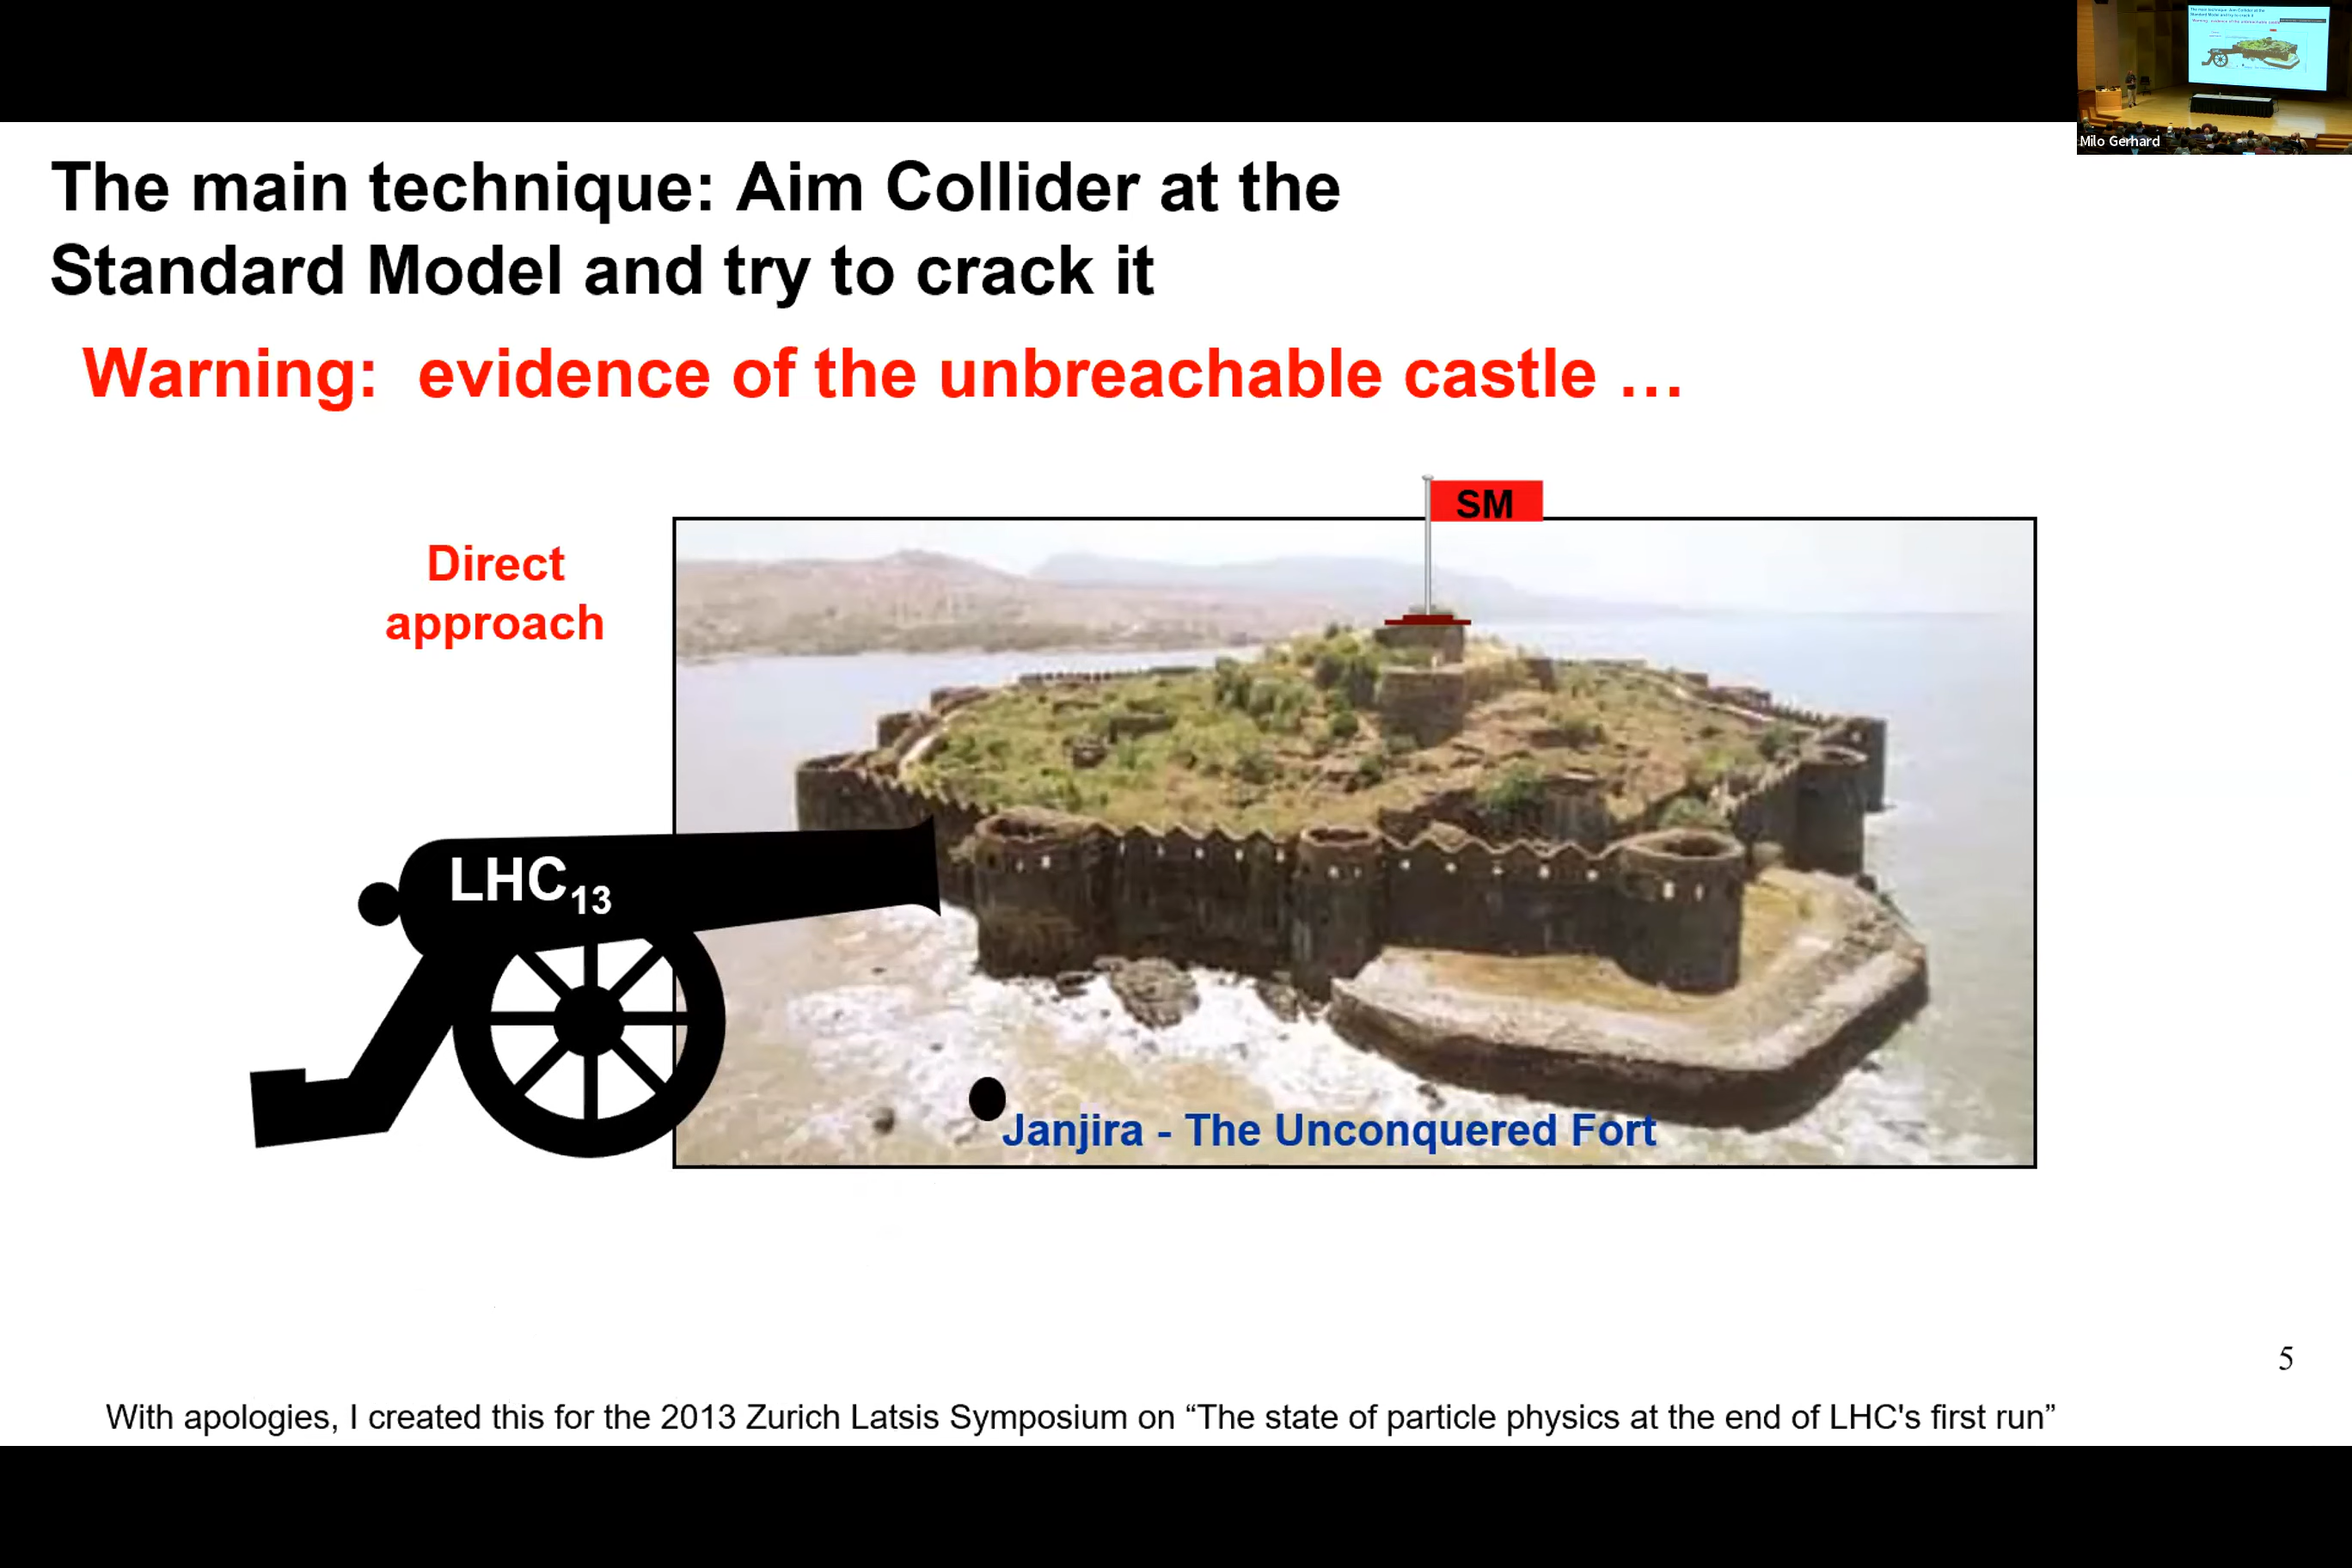 Milo Gerhard
The main technique: Aim Collider at the
Standard Model and try to crack it
Warning: evidence of the unbreachable castle …
SM
Direct
approach
LHC13
Janjira - The Unconquered Fort
5
With apologies, I created this for the 2013 Zurich Latsis Symposium on “The state of particle physics at the end of LHC's first run”